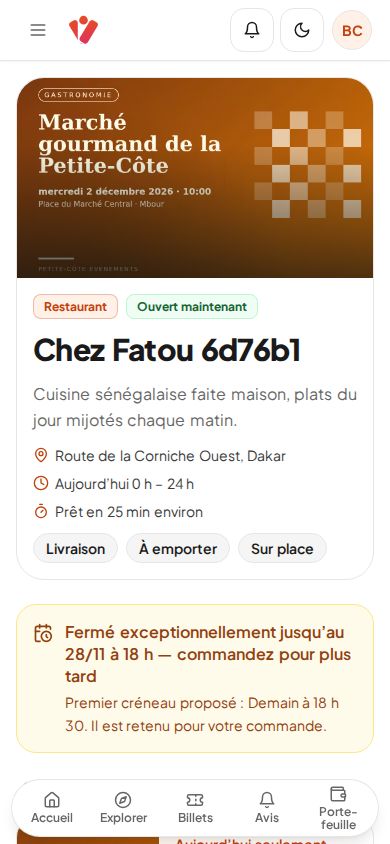 BC
GASTRONOMIE
Marché
gourmand de la
Petite-Côte
mercredi 2 décembre 2026 · 10:00
Place du Marché Central · Mbour
PETITE-CÔTE ÉVÉNEMENTS
Restaurant
Ouvert maintenant
Chez Fatou 6d76b1
Cuisine sénégalaise faite maison, plats du
jour mijotés chaque matin.
Route de la Corniche Ouest, Dakar
Aujourd’hui 0 h – 24 h
Prêt en 25 min environ
Livraison
À emporter
Sur place
Fermé exceptionnellement jusqu’au
28/11 à 18 h — commandez pour plus
tard
Premier créneau proposé : Demain à 18 h
30. Il est retenu pour votre commande.
Accueil
Explorer
Billets
Avis
Porte-
feuille
Aujourd’hui seulement